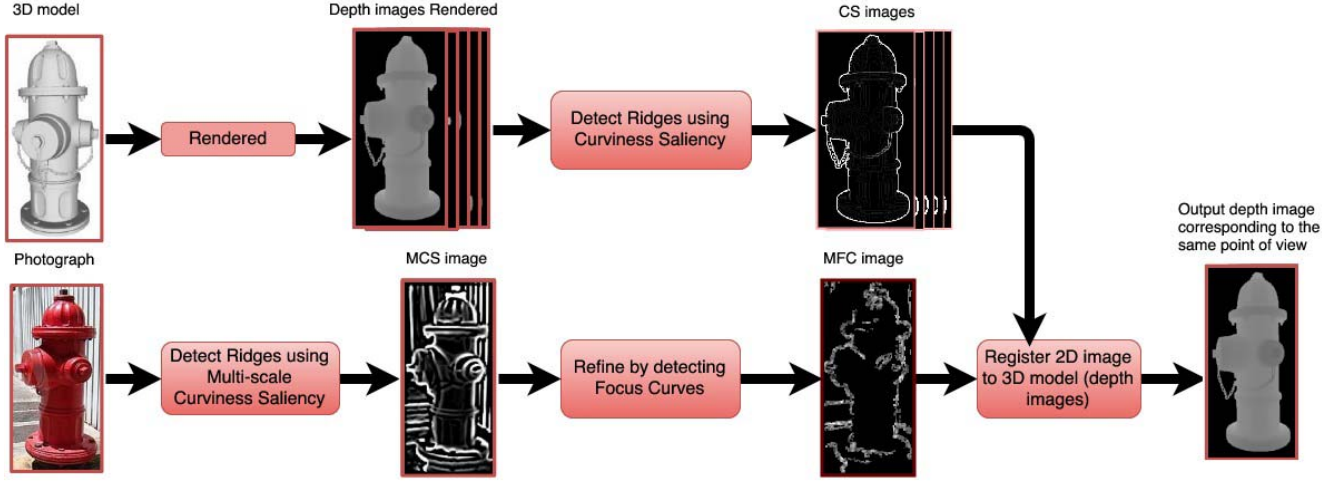 3D model
Depth images Rendered
CS images
Rendered
Detect Ridges using
Curviness Saliency
Output depth image
corresponding to the
same point of view
Photograph
MCS image
MFC image
Detect Ridges using
Multi-scale
Curviness Saliency
Refine by detecting
Focus Curves
Register 2D image
to 3D model (depth
images)